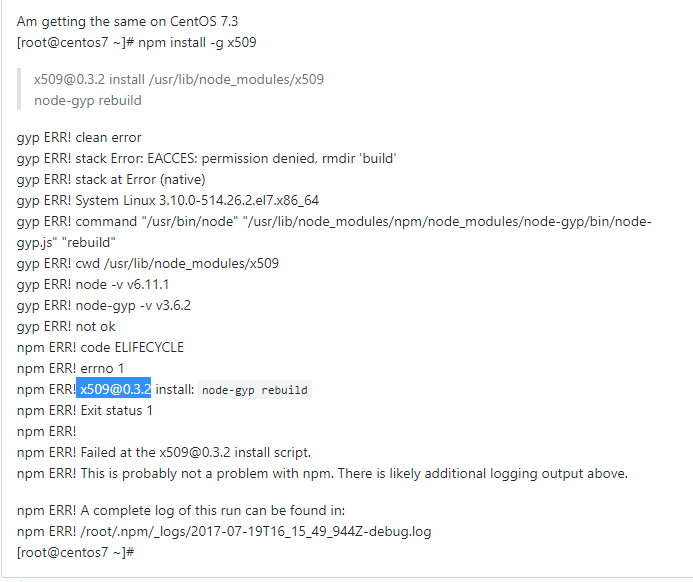 Am getting the same on CentOS 7.3
[root@centos7 ~]# npm install -g x509
x509@0.3.2 install /usr/lib/node_modules/x509
node-gyp rebuild
gyp ERR! clean error
gyp ERR! stack Error: EACCES: permission denied, rmdir 'build'
gyp ERR! stack at Error (native)
gyp ERR! System Linux 3.10.0-514.26.2.el7.x86_64
gyp ERR! command "/usr/bin/node" "/usr/lib/node_modules/npm/node_modules/node-gyp/bin/node-
gyp.js" "rebuild"
gyp ERR! cwd /usr/lib/node_modules/x509
gyp ERR! node -v v6.11.1
gyp ERR! node-gyp -v v3.6.2
gyp ERR! not ok
npm ERR! code ELIFECYCLE
npm ERR! errno 1
npm ERR! x509@0.3.2 install: node-gyp rebuild
npm ERR! Exit status 1
npm ERR!
npm ERR! Failed at the x509@0.3.2 install script.
npm ERR! This is probably not a problem with npm. There is likely additional logging output above.
npm ERR! A complete log of this run can be found in:
npm ERR! /root/.npm/_logs/2017-07-19T16_15_49_944Z-debug.log
[root@centos7 ~]#